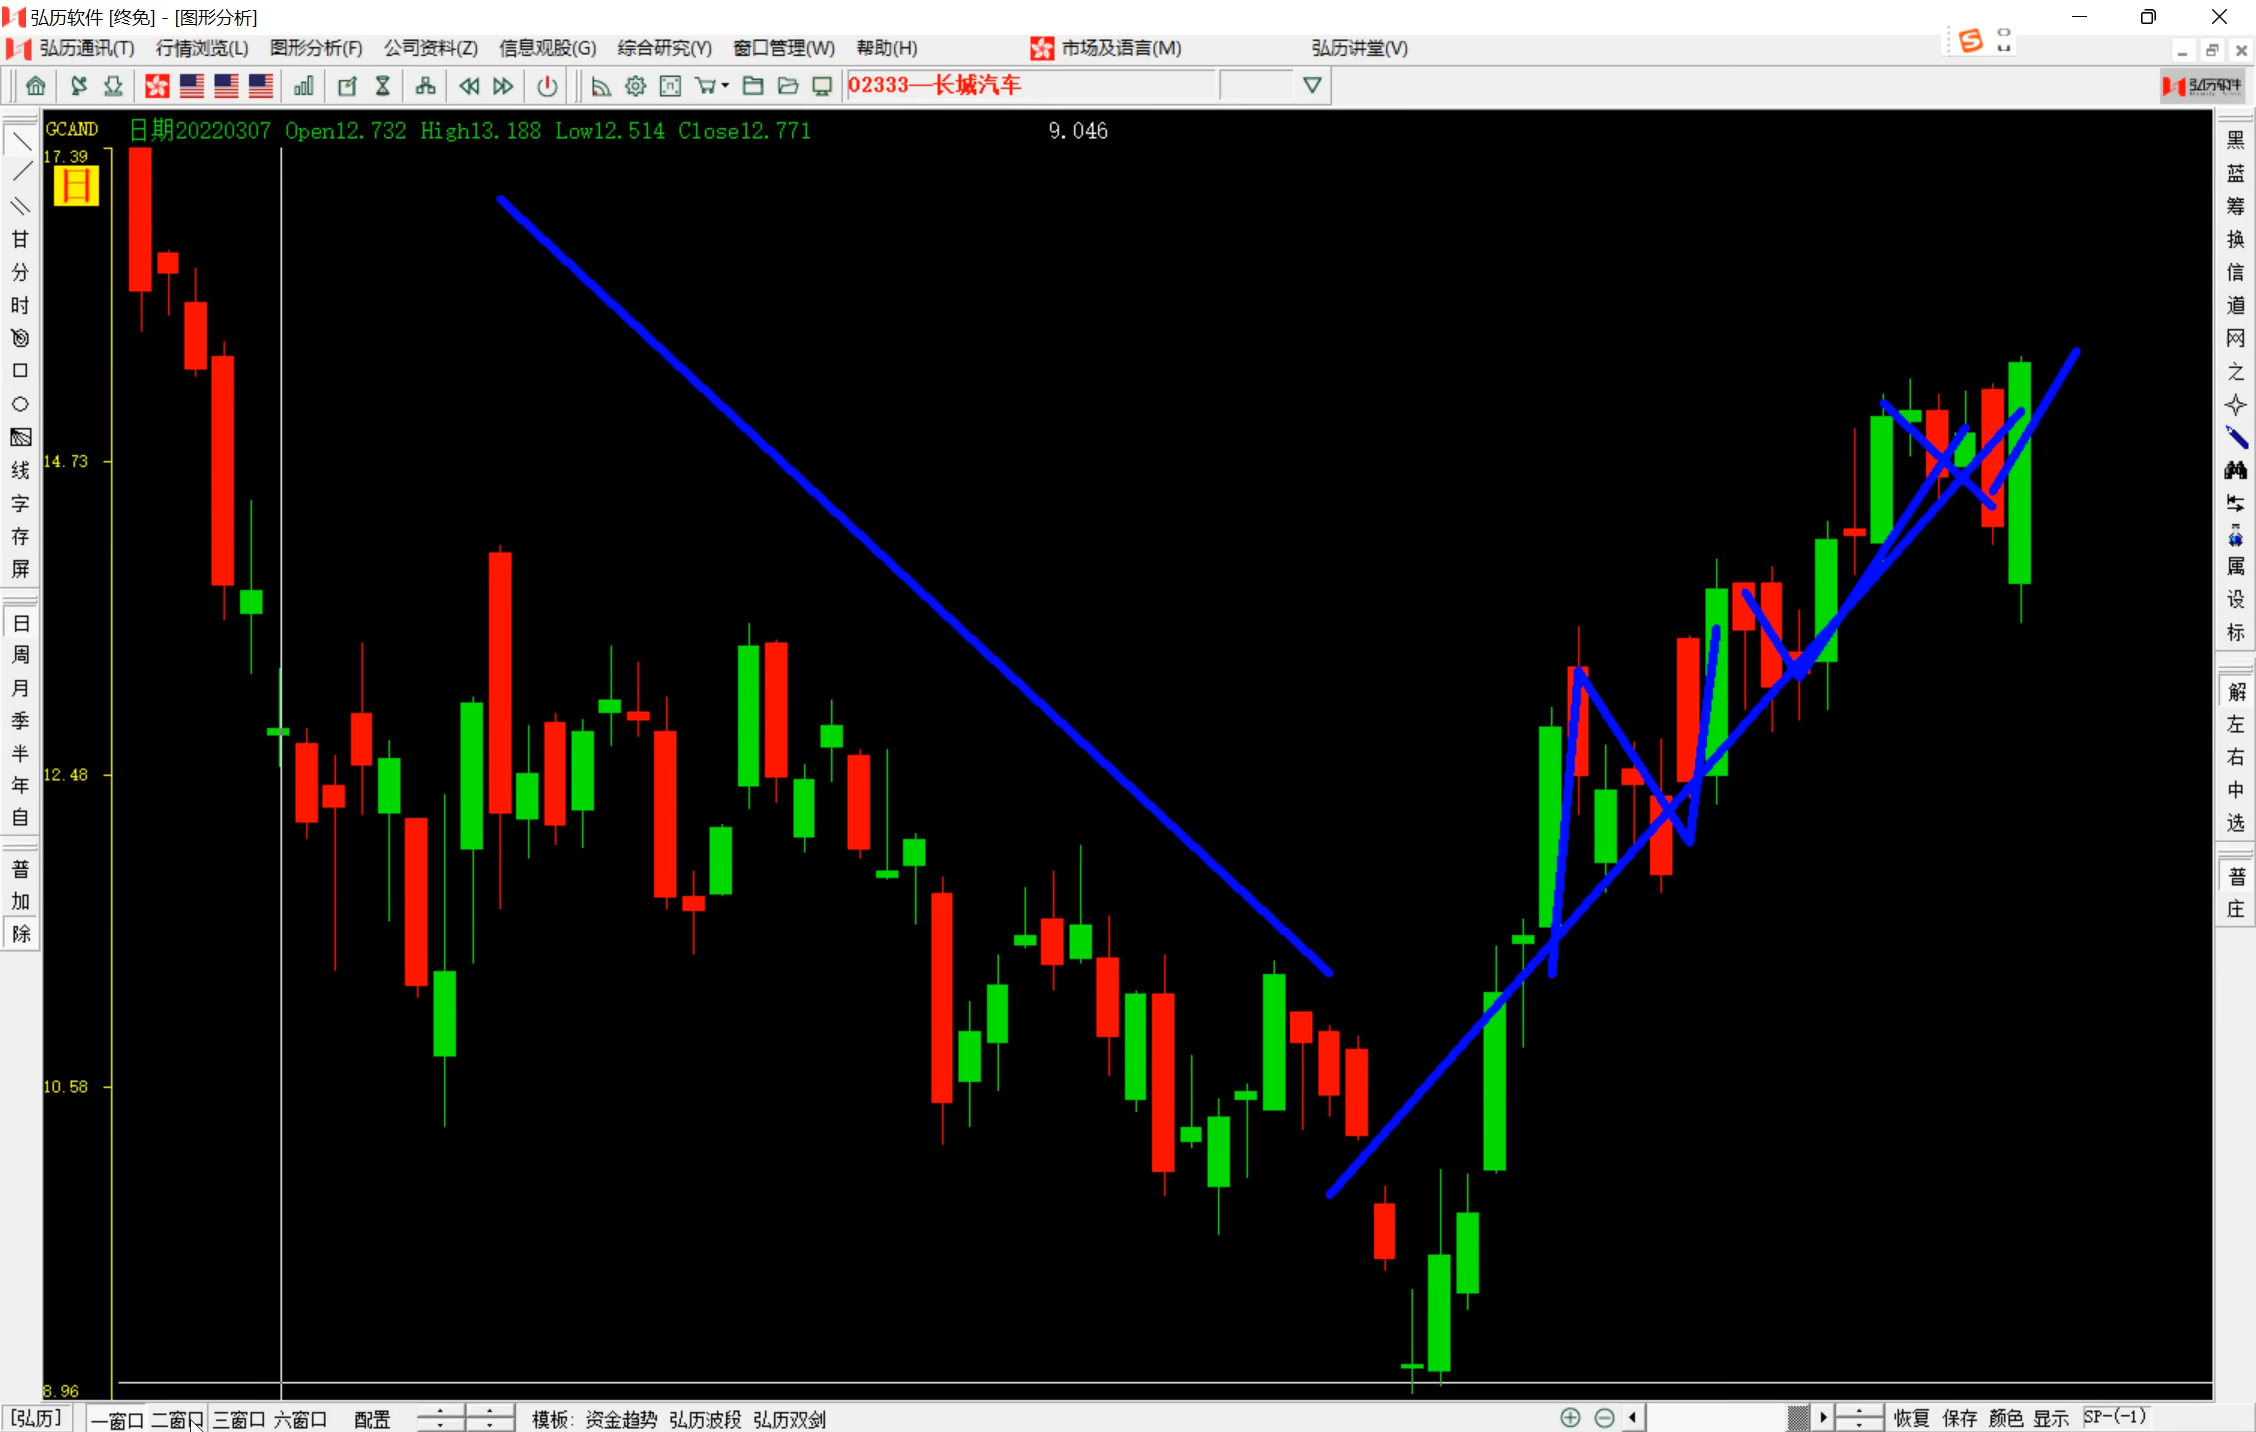 弘历软件 [终免] - [图形分析]
弘历通讯(T) 行情浏览(L) 图形分析(F) 公司资料(Z) 信息观股(G) 综合研究(Y) 窗口管理(W) 帮助(H) 市场及语言(M) 弘历讲堂(V)
02333—长城汽车 弘历软件
GCAND 日期20220307 Open12.732 High13.188 Low12.514 Close12.771 9.046
17.39
日
14.73
12.48
10.58
8.96
甘
分
时
线
字
存
屏
日
周
月
季
半
年
自
普
加
除
黑
蓝
筹
换
信
道
网
之
属
设
标
解
左
右
中
选
普
庄
[弘历] 一窗口 二窗口 三窗口 六窗口 配置 模板: 资金趋势 弘历波段 弘历双剑 恢复 保存 颜色 显示 SP-(-1)